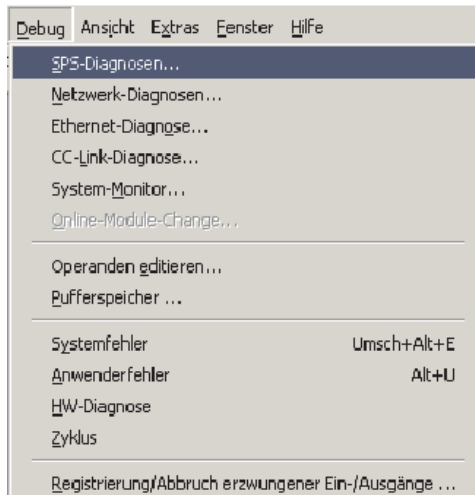 Debug Ansicht Extras Fenster Hilfe
SPS-Diagnosen...
Netzwerk-Diagnosen...
Ethernet-Diagnose...
CC-Link-Diagnose...
System-Monitor...
Online-Module-Change...
Operanden editieren...
Pufferspeicher ...
Systemfehler Umsch+Alt+E
Anwenderfehler Alt+U
HW-Diagnose
Zyklus
Registrierung/Abbruch erzwungener Ein-/Ausgänge ...